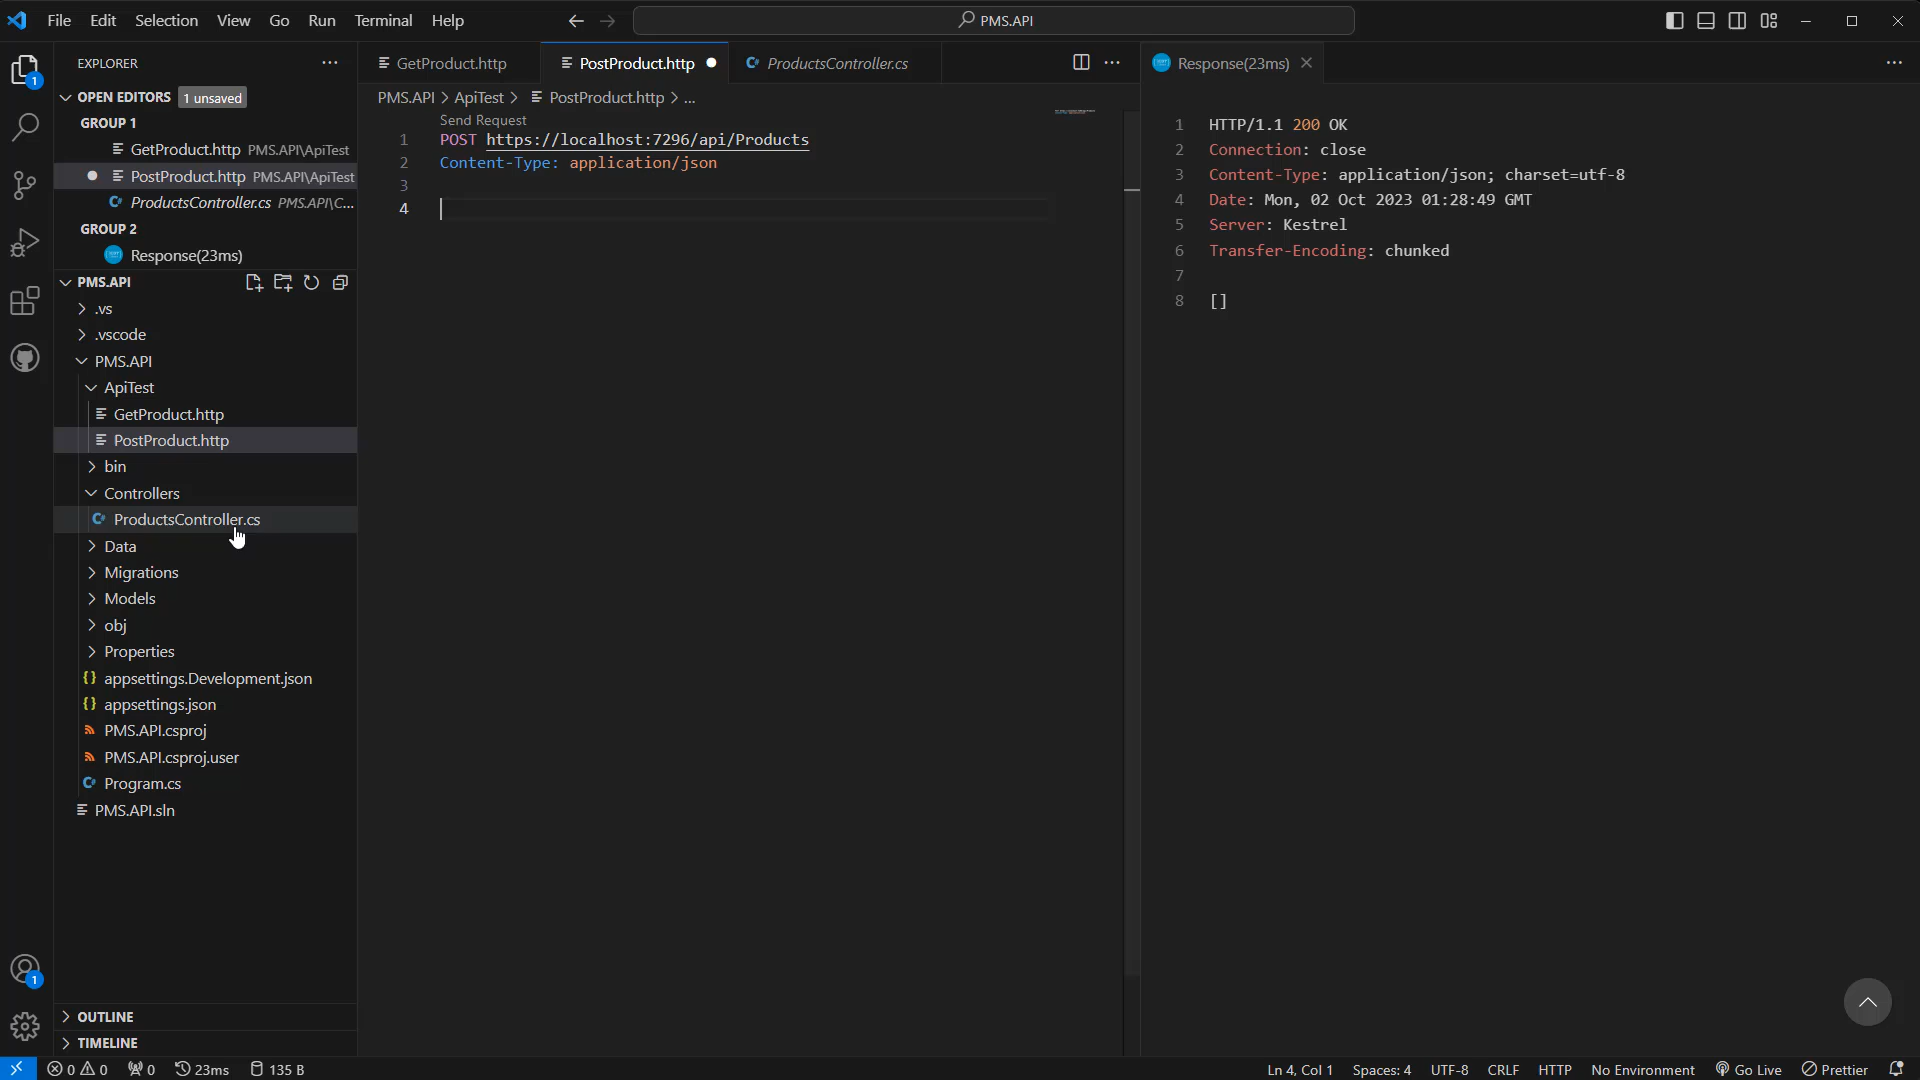 File Edit Selection View Go Run Terminal Help
PMS.API
EXPLORER
OPEN EDITORS 1 unsaved
GROUP 1
GetProduct.http PMS.API\ApiTest
PostProduct.http PMS.API\ApiTest
ProductsController.cs PMS.API\C...
GROUP 2
Response(23ms)
PMS.API
.vs
.vscode
PMS.API
ApiTest
GetProduct.http
PostProduct.http
bin
Controllers
ProductsController.cs
Data
Migrations
Models
obj
Properties
{} appsettings.Development.json
{} appsettings.json
PMS.API.csproj
PMS.API.csproj.user
C# Program.cs
PMS.API.sln
OUTLINE
TIMELINE
GetProduct.http PostProduct.http ProductsController.cs
PMS.API > ApiTest > PostProduct.http > ...
Send Request
1 POST https://localhost:7296/api/Products
2 Content-Type: application/json
3
4
Response(23ms)
1 HTTP/1.1 200 OK
2 Connection: close
3 Content-Type: application/json; charset=utf-8
4 Date: Mon, 02 Oct 2023 01:28:49 GMT
5 Server: Kestrel
6 Transfer-Encoding: chunked
7
8 []
1
1
0 0 0 23ms 135 B Ln 4, Col 1 Spaces: 4 UTF-8 CRLF HTTP No Environment Go Live Prettier